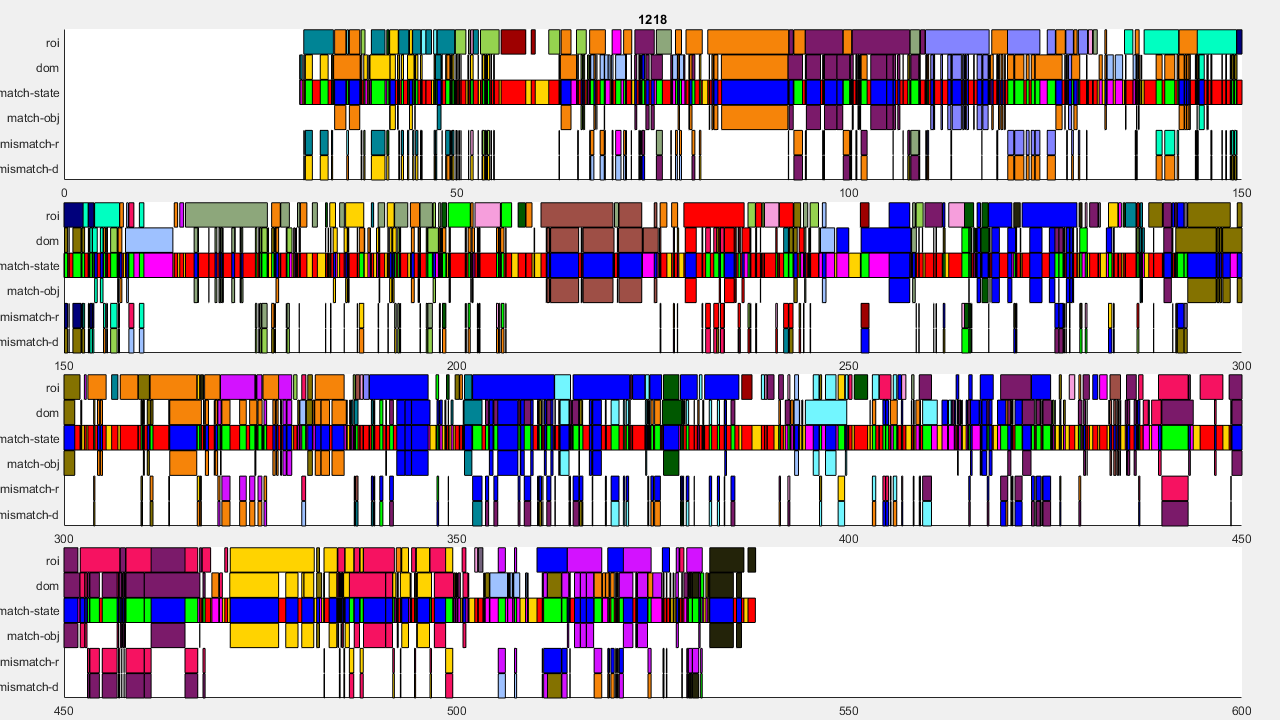 1218
roi
dom
match-state
match-obj
mismatch-r
mismatch-d
0 50 100 150
roi
dom
match-state
match-obj
mismatch-r
mismatch-d
150 200 250 300
roi
dom
match-state
match-obj
mismatch-r
mismatch-d
300 350 400 450
roi
dom
match-state
match-obj
mismatch-r
mismatch-d
450 500 550 600